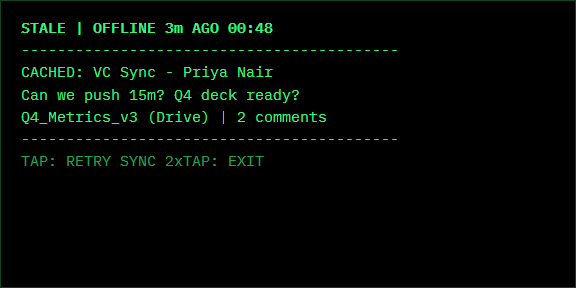 STALE | OFFLINE 3m AGO 00:48
------------------------------------------
CACHED: VC Sync - Priya Nair
Can we push 15m? Q4 deck ready?
Q4_Metrics_v3 (Drive) | 2 comments
------------------------------------------
TAP: RETRY SYNC 2xTAP: EXIT